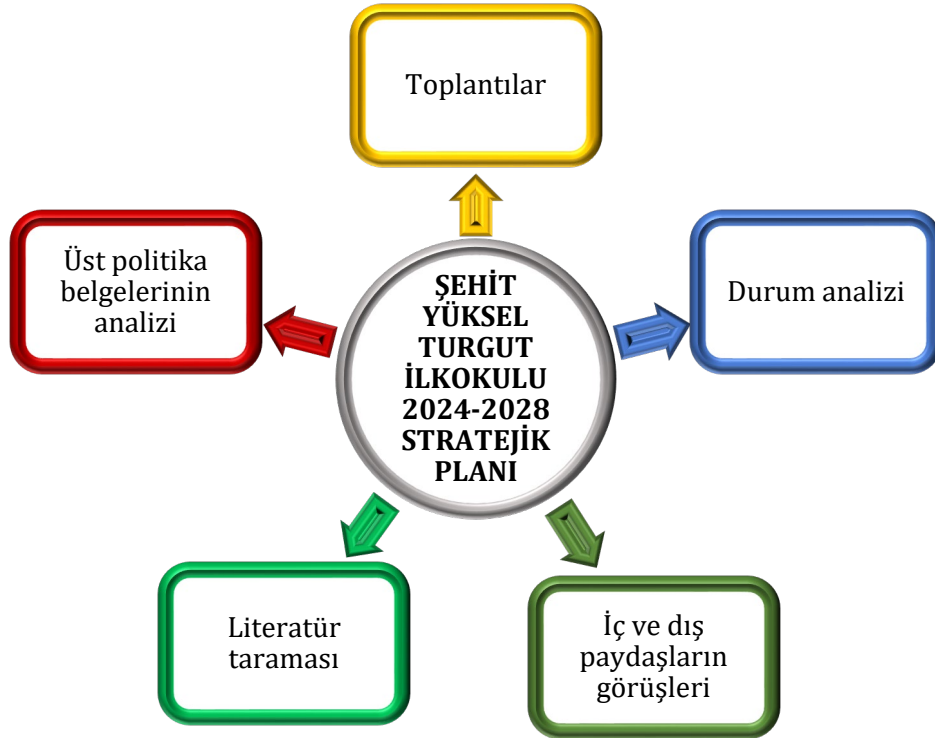 Toplantılar
Üst politika
belgelerinin
analizi
ŞEHİT
YÜKSEL
TURGUT
İLKOKULU
2024-2028
STRATEJİK
PLANI
Durum analizi
Literatür
taraması
İç ve dış
paydaşların
görüşleri